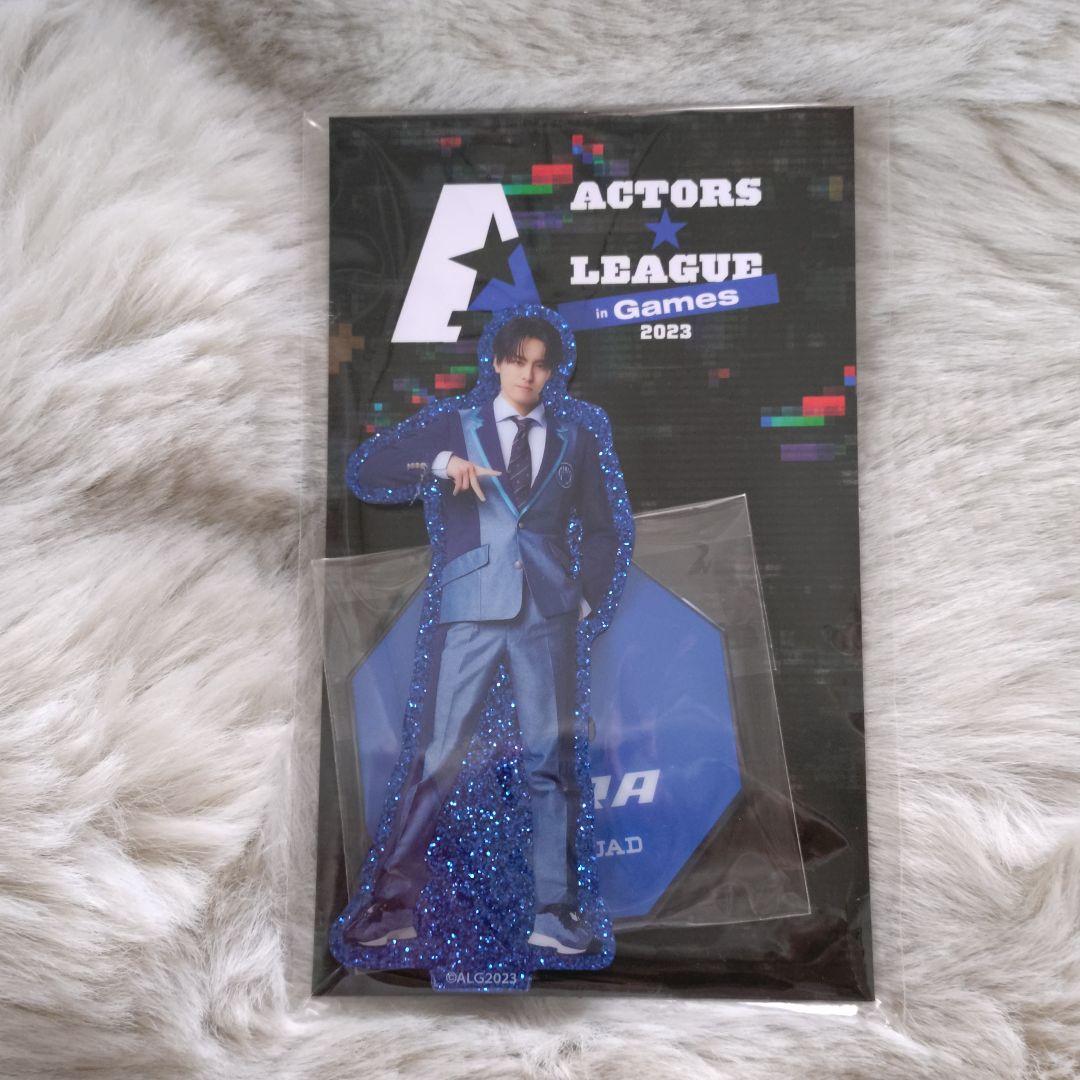 A
ACTORS
LEAGUE
in Games
2023
©ALG2023